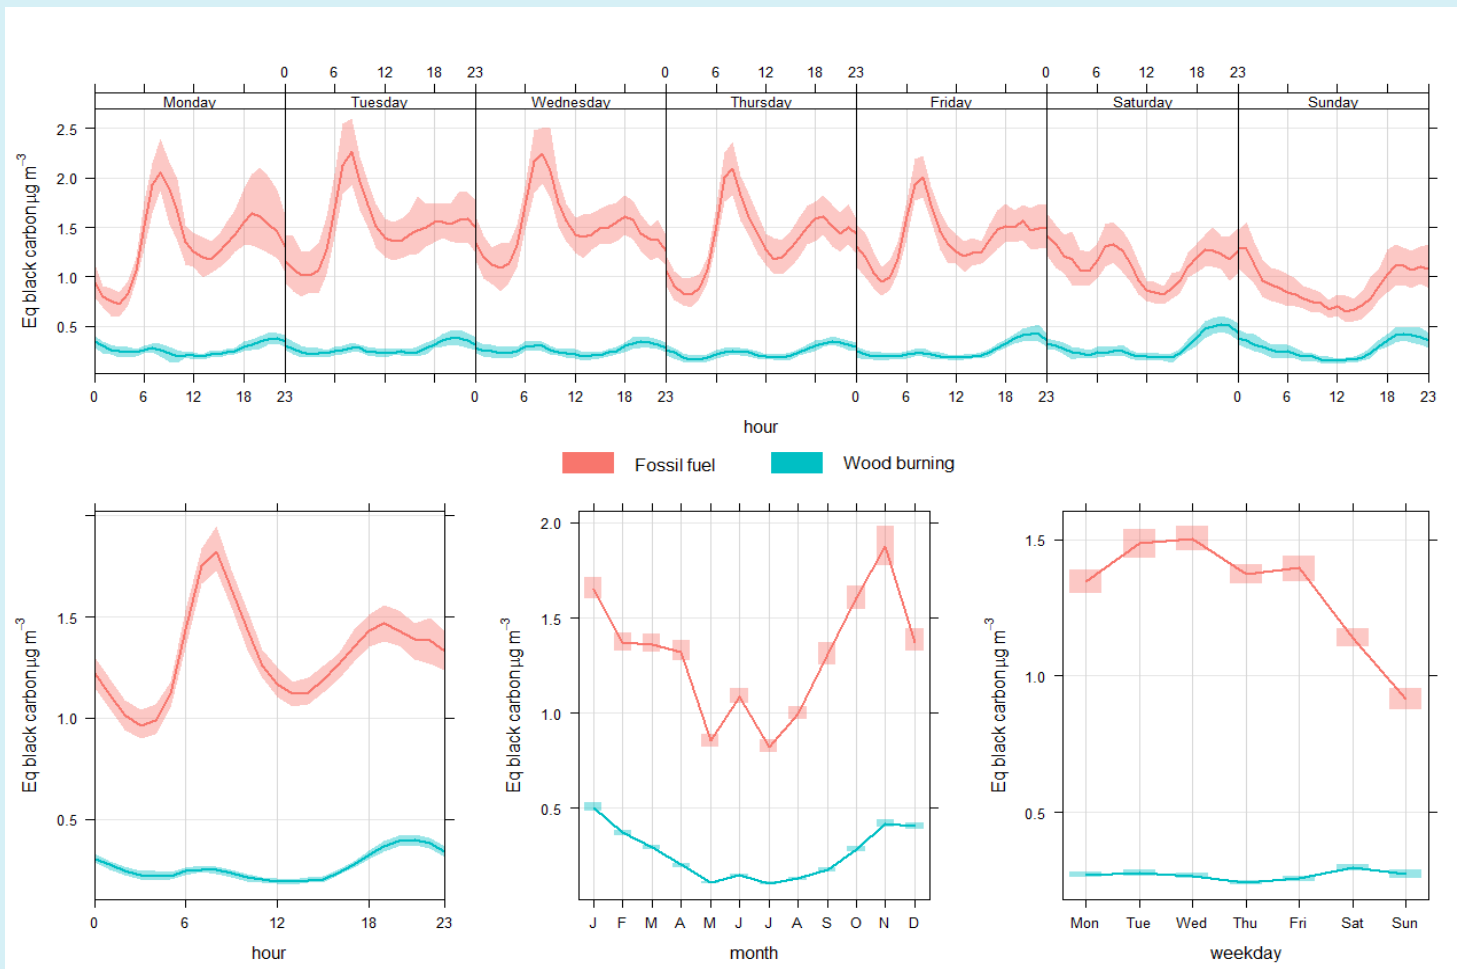 0 6 12 18 23 0 6 12 18 23 0 6 12 18 23
Monday Tuesday Wednesday Thursday Friday Saturday Sunday
2.5
2.0
1.5
1.0
0.5
Eq black carbon µg m⁻³
0 6 12 18 23 0 6 12 18 23 0 6 12 18 23 0 6 12 18 23
hour
Fossil fuel Wood burning
1.5
1.0
0.5
Eq black carbon µg m⁻³
0 6 12 18 23
hour
2.0
1.5
1.0
0.5
Eq black carbon µg m⁻³
J F M A M J J A S O N D
month
1.5
1.0
0.5
Eq black carbon µg m⁻³
Mon Tue Wed Thu Fri Sat Sun
weekday